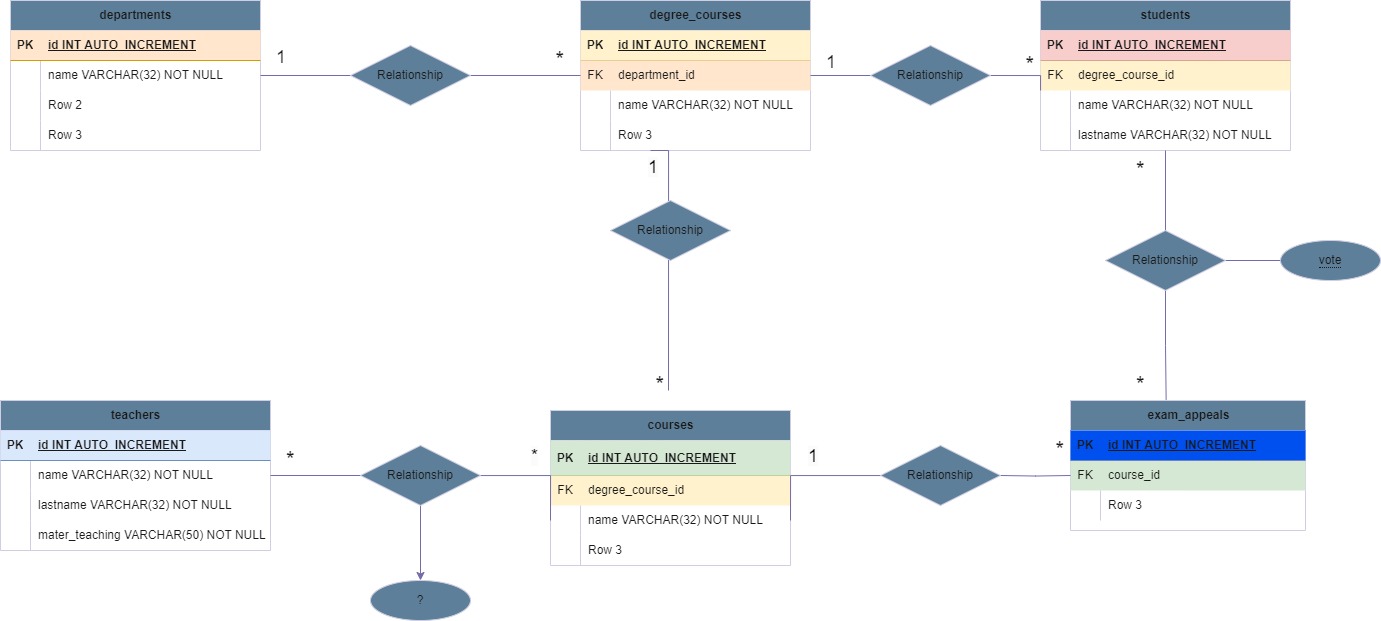 departments
PK id INT AUTO_INCREMENT
name VARCHAR(32) NOT NULL
Row 2
Row 3
1
Relationship
*
degree_courses
PK id INT AUTO_INCREMENT
FK department_id
name VARCHAR(32) NOT NULL
Row 3
1
Relationship
*
students
PK id INT AUTO_INCREMENT
FK degree_course_id
name VARCHAR(32) NOT NULL
lastname VARCHAR(32) NOT NULL
1
Relationship
*
*
Relationship
vote
*
teachers
PK id INT AUTO_INCREMENT
name VARCHAR(32) NOT NULL
lastname VARCHAR(32) NOT NULL
mater_teaching VARCHAR(50) NOT NULL
*
Relationship
*
?
courses
PK id INT AUTO_INCREMENT
FK degree_course_id
name VARCHAR(32) NOT NULL
Row 3
1
Relationship
*
exam_appeals
PK id INT AUTO_INCREMENT
FK course_id
Row 3